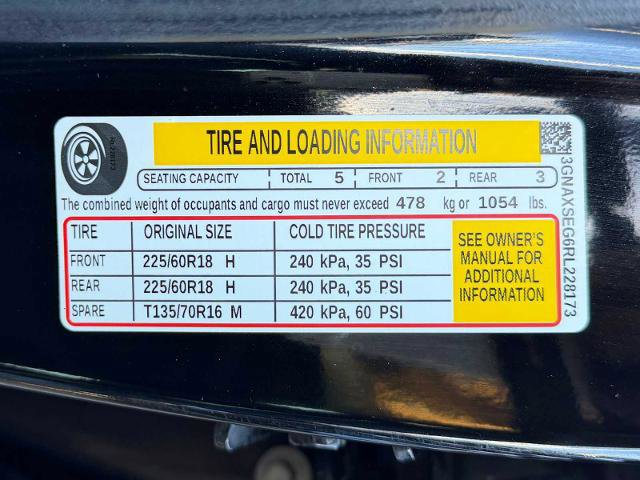 TIRE AND LOADING INFORMATION
SEATING CAPACITY TOTAL 5 FRONT 2 REAR 3
The combined weight of occupants and cargo must never exceed 478 kg or 1054 lbs.
TIRE ORIGINAL SIZE COLD TIRE PRESSURE
FRONT 225/60R18 H 240 kPa, 35 PSI
REAR 225/60R18 H 240 kPa, 35 PSI
SPARE T135/70R16 M 420 kPa, 60 PSI
SEE OWNER'S
MANUAL FOR
ADDITIONAL
INFORMATION
3GNAXSEG6RL228173